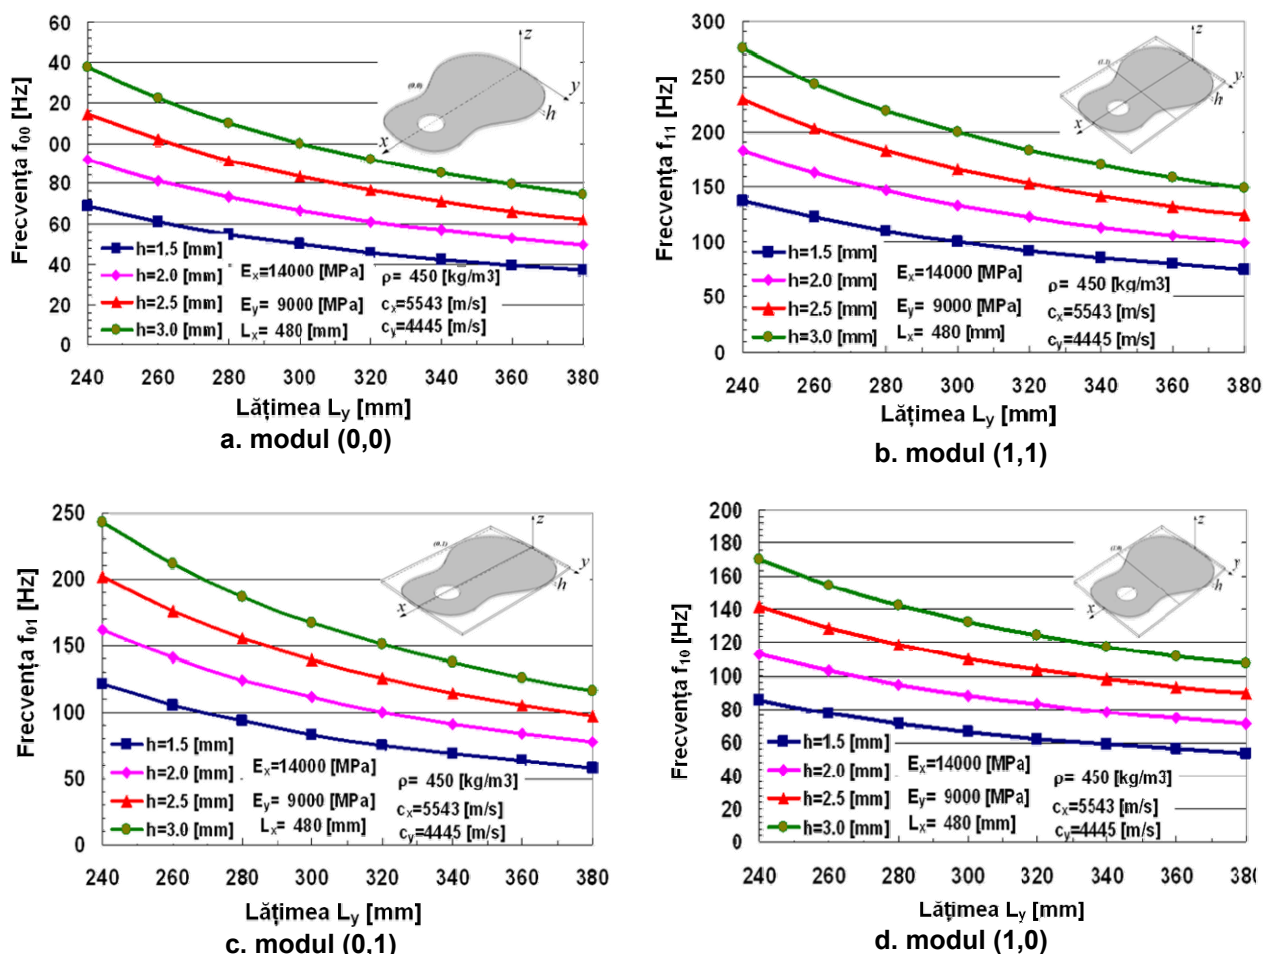 Frecvența f00 [Hz]
60
40
20
00
80
60
40
20
0
z
y
x
h
(0,0)
h=1.5 [mm]
h=2.0 [mm]
h=2.5 [mm]
h=3.0 [mm]
Ex=14000 [MPa]
Ey= 9000 [MPa]
Lx= 480 [mm]
ρ= 450 [kg/m3]
cx=5543 [m/s]
cy=4445 [m/s]
240 260 280 300 320 340 360 380
Lățimea Ly [mm]
a. modul (0,0)
Frecvența f11 [Hz]
300
250
200
150
100
50
0
z
y
x
h
(1,1)
h=1.5 [mm]
h=2.0 [mm]
h=2.5 [mm]
h=3.0 [mm]
Ex=14000 [MPa]
Ey= 9000 [MPa]
Lx= 480 [mm]
ρ= 450 [kg/m3]
cx=5543 [m/s]
cy=4445 [m/s]
240 260 280 300 320 340 360 380
Lățimea Ly [mm]
b. modul (1,1)
Frecvența f01 [Hz]
250
200
150
100
50
0
z
y
x
h
(0,1)
h=1.5 [mm]
h=2.0 [mm]
h=2.5 [mm]
h=3.0 [mm]
Ex=14000 [MPa]
Ey= 9000 [MPa]
Lx= 480 [mm]
ρ= 450 [kg/m3]
cx=5543 [m/s]
cy=4445 [m/s]
240 260 280 300 320 340 360 380
Lățimea Ly [mm]
c. modul (0,1)
Frecvența f10 [Hz]
200
180
160
140
120
100
80
60
40
20
0
z
y
x
h
(1,0)
h=1.5 [mm]
h=2.0 [mm]
h=2.5 [mm]
h=3.0 [mm]
Ex=14000 [MPa]
Ey= 9000 [MPa]
Lx= 480 [mm]
ρ= 450 [kg/m3]
cx=5543 [m/s]
cy=4445 [m/s]
240 260 280 300 320 340 360 380
Lățimea Ly [mm]
d. modul (1,0)